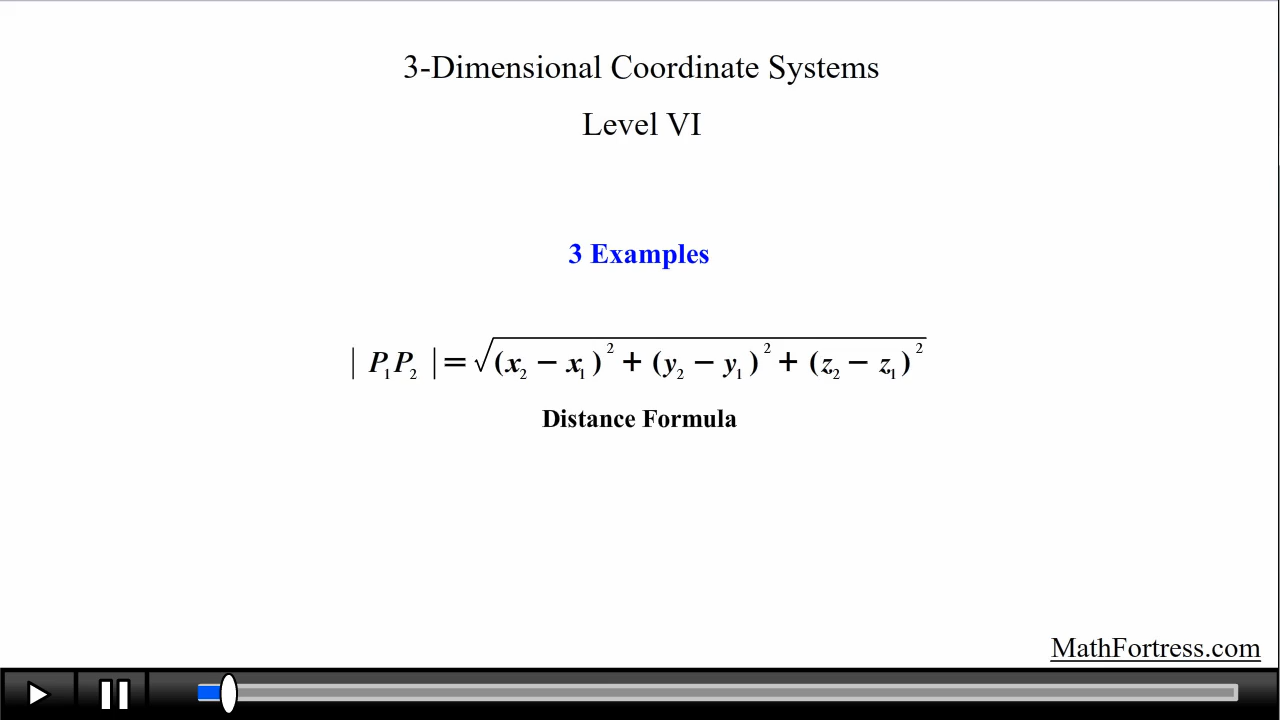 3-Dimensional Coordinate Systems
Level VI
3 Examples
| P₁P₂ | = √(x₂ − x₁)² + (y₂ − y₁)² + (z₂ − z₁)²
Distance Formula
MathFortress.com